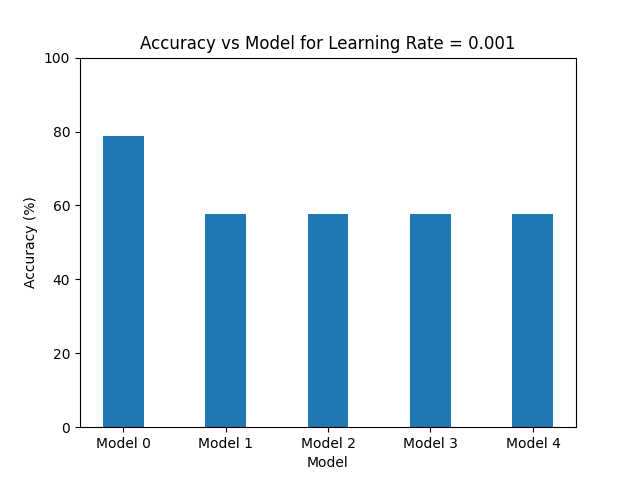 Accuracy vs Model for Learning Rate = 0.001
100
80
60
40
20
0
Accuracy (%)
Model 0 Model 1 Model 2 Model 3 Model 4
Model